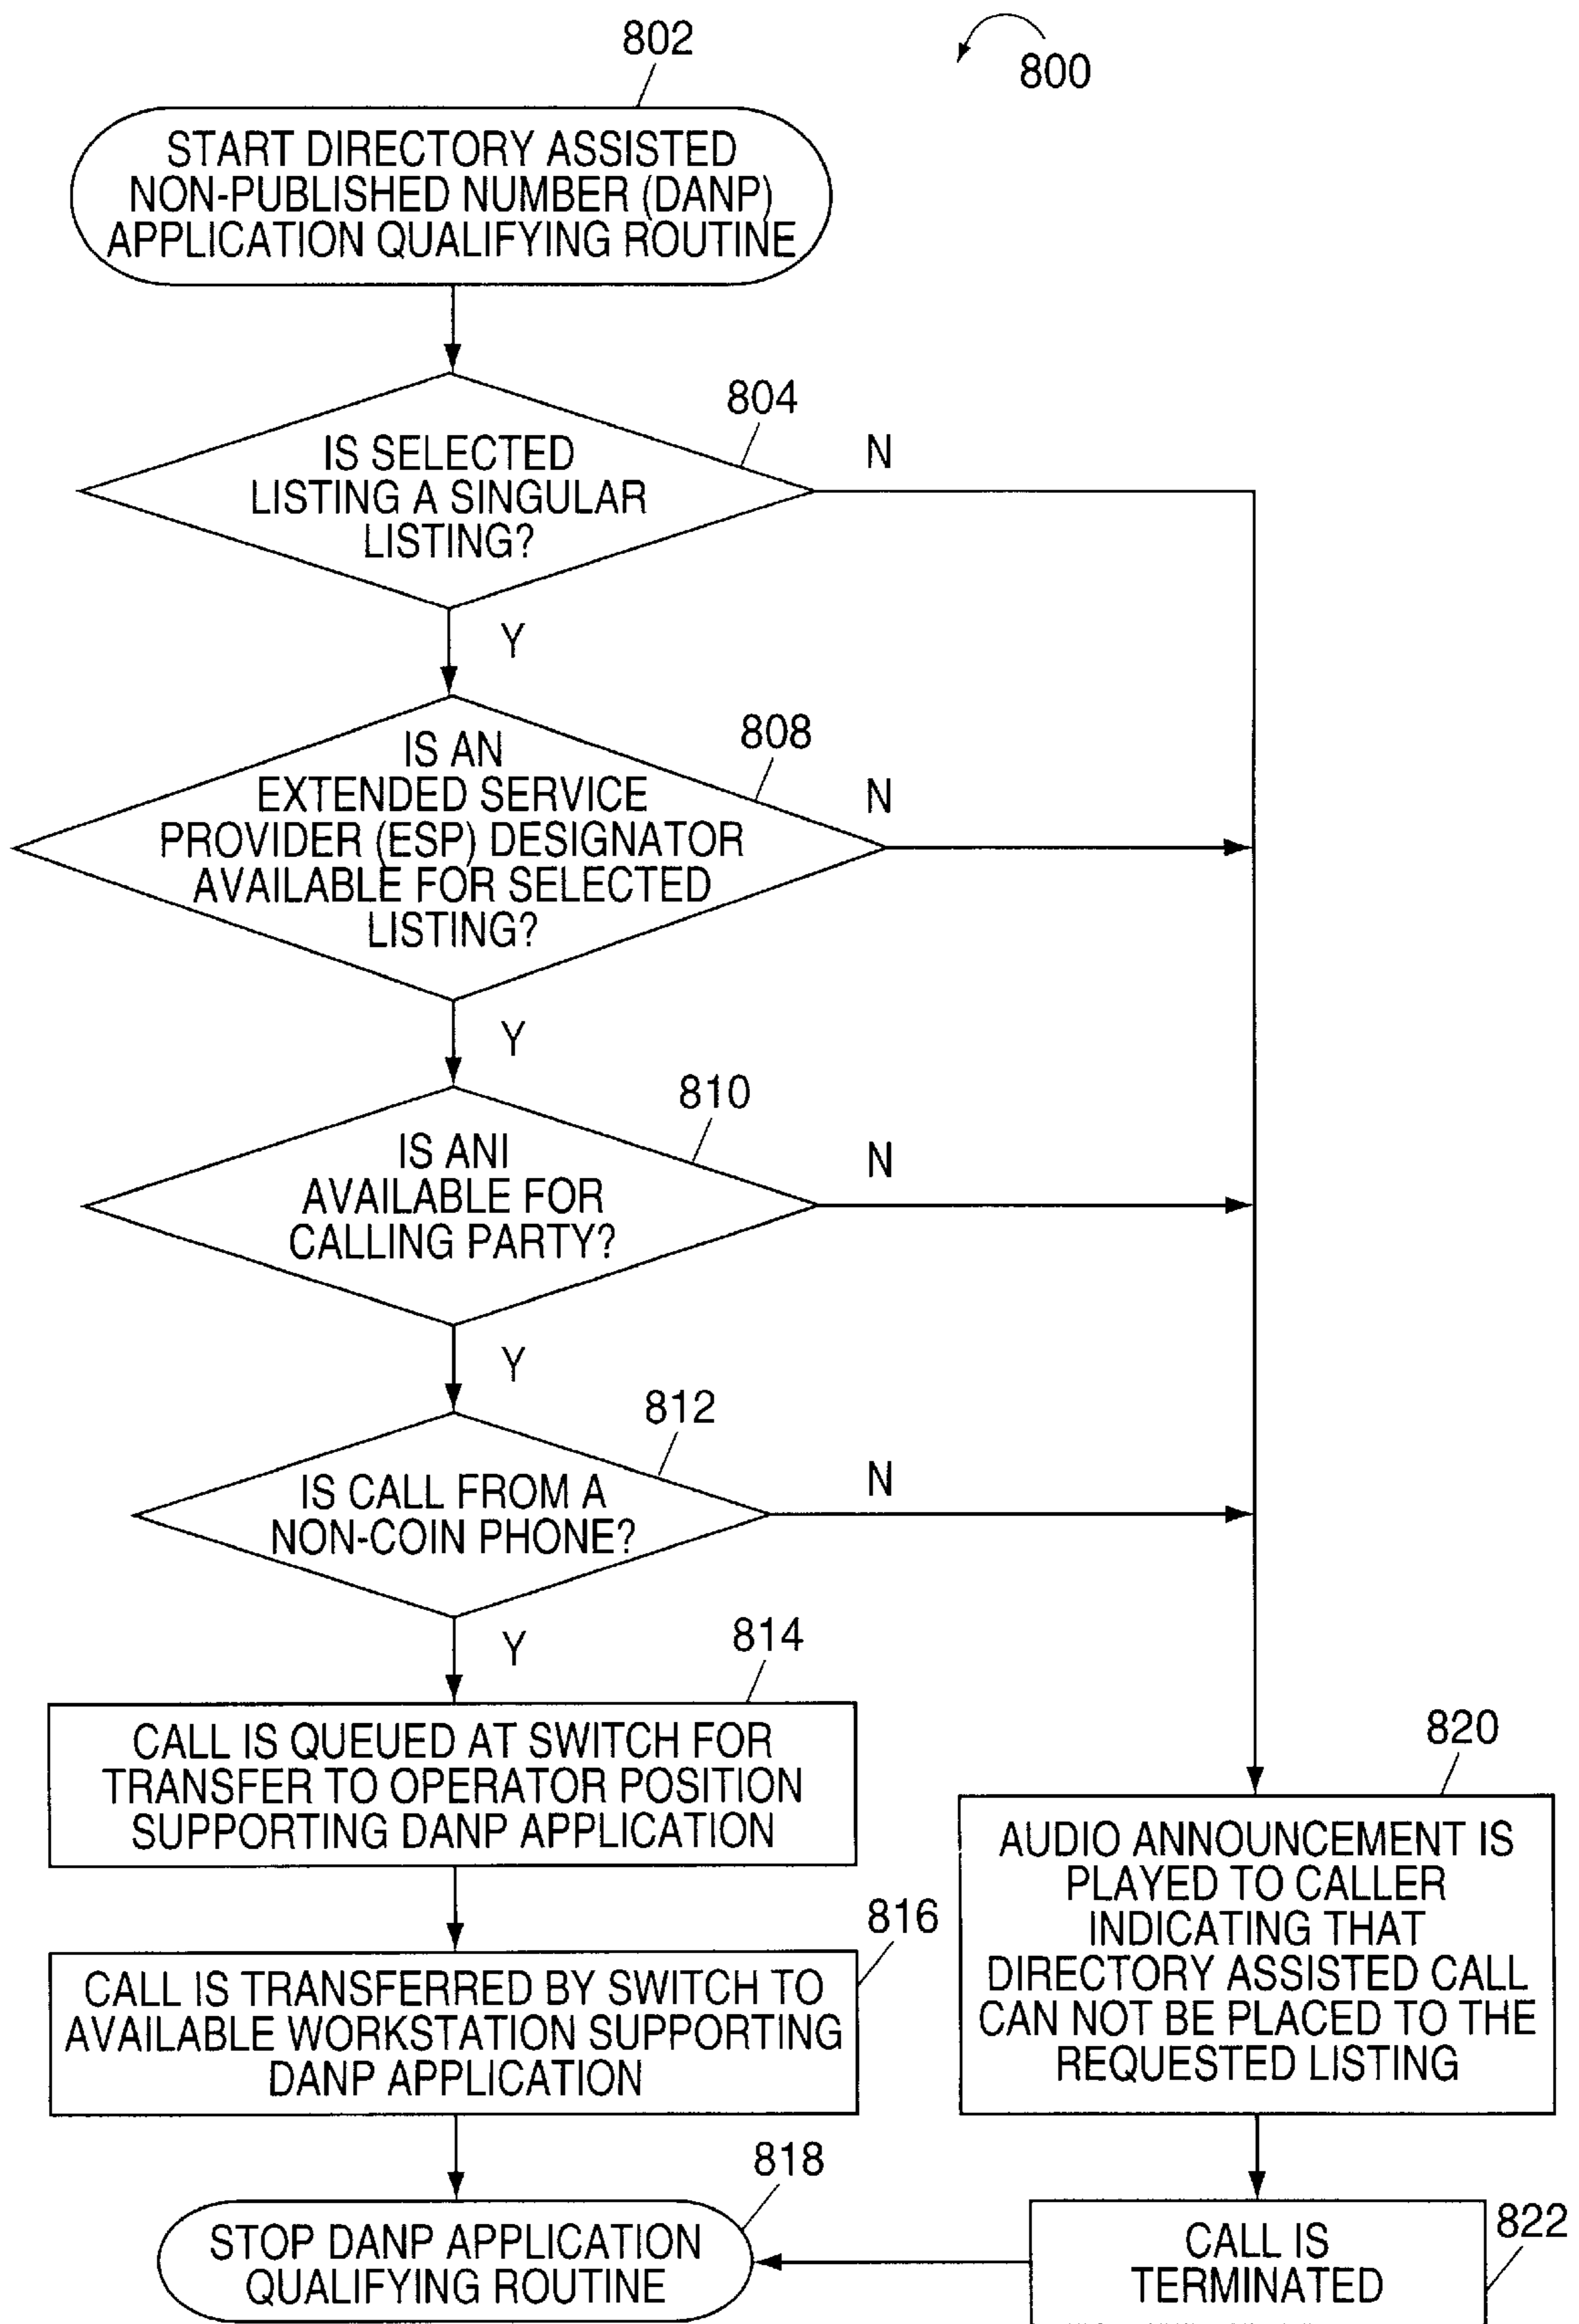 802
800
START DIRECTORY ASSISTED
NON-PUBLISHED NUMBER (DANP)
APPLICATION QUALIFYING ROUTINE
804
N
IS SELECTED
LISTING A SINGULAR
LISTING?
Y
808
N
IS AN
EXTENDED SERVICE
PROVIDER (ESP) DESIGNATOR
AVAILABLE FOR SELECTED
LISTING?
Y
810
N
IS ANI
AVAILABLE FOR
CALLING PARTY?
Y
812
N
IS CALL FROM A
NON-COIN PHONE?
Y
814
CALL IS QUEUED AT SWITCH FOR
TRANSFER TO OPERATOR POSITION
SUPPORTING DANP APPLICATION
816
CALL IS TRANSFERRED BY SWITCH TO
AVAILABLE WORKSTATION SUPPORTING
DANP APPLICATION
820
AUDIO ANNOUNCEMENT IS
PLAYED TO CALLER
INDICATING THAT
DIRECTORY ASSISTED CALL
CAN NOT BE PLACED TO THE
REQUESTED LISTING
818
STOP DANP APPLICATION
QUALIFYING ROUTINE
822
CALL IS
TERMINATED